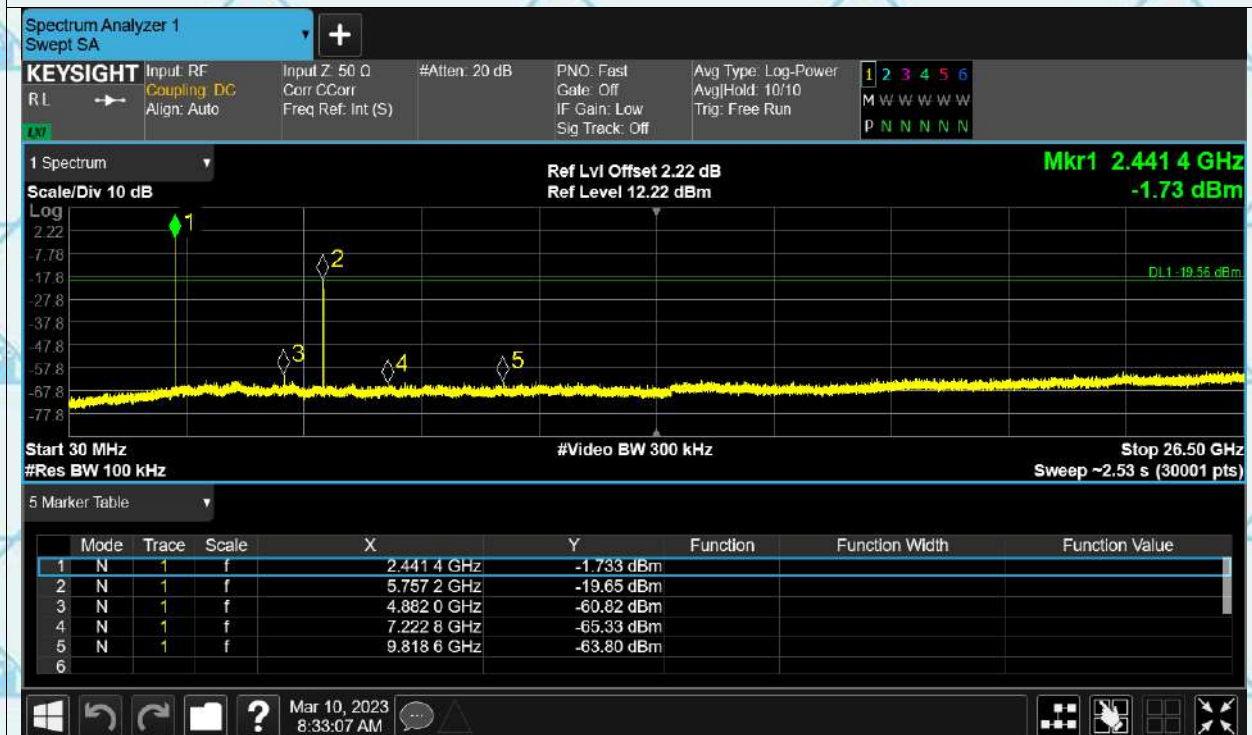 Spectrum Analyzer 1
Swept SA
+
KEYSIGHT
RL
LXI
Input: RF
Coupling: DC
Align: Auto
Input Z: 50 Ω
Corr CCorr
Freq Ref: Int (S)
#Atten: 20 dB
PNO: Fast
Gate: Off
IF Gain: Low
Sig Track: Off
Avg Type: Log-Power
Avg|Hold: 10/10
Trig: Free Run
1 2 3 4 5 6
M W W W W W
P N N N N N
1 Spectrum
Scale/Div 10 dB
Ref Lvl Offset 2.22 dB
Ref Level 12.22 dBm
Mkr1 2.441 4 GHz
-1.73 dBm
Log
2.22
-7.78
-17.8
-27.8
-37.8
-47.8
-57.8
-67.8
-77.8
1
2
3
4
5
DL1 -19.56 dBm
Start 30 MHz
#Video BW 300 kHz
Stop 26.50 GHz
#Res BW 100 kHz
Sweep ~2.53 s (30001 pts)
5 Marker Table
Mode Trace Scale X Y Function Function Width Function Value
1 N 1 f 2.441 4 GHz -1.733 dBm
2 N 1 f 5.757 2 GHz -19.65 dBm
3 N 1 f 4.882 0 GHz -60.82 dBm
4 N 1 f 7.222 8 GHz -65.33 dBm
5 N 1 f 9.818 6 GHz -63.80 dBm
6
?
Mar 10, 2023
8:33:07 AM